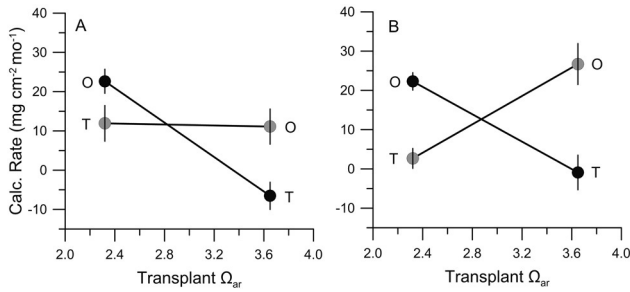 A
B
Calc. Rate (mg cm-2 mo-1)
40
30
20
10
0
-10
O
T
O
T
2.0 2.4 2.8 3.2 3.6 4.0
Transplant Ωar
40
30
20
10
0
-10
O
T
O
T
2.0 2.4 2.8 3.2 3.6 4.0
Transplant Ωar